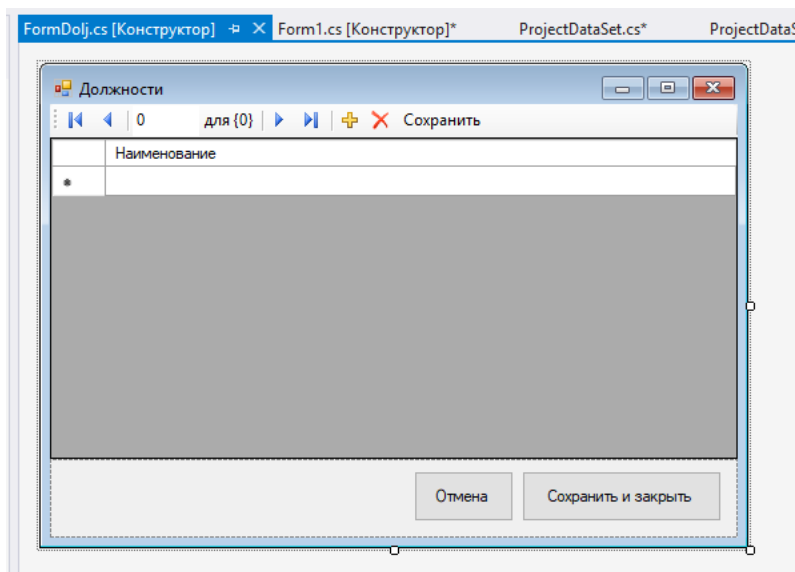 FormDolj.cs [Конструктор] Form1.cs [Конструктор]* ProjectDataSet.cs* ProjectDataS
Должности
0 для {0} Сохранить
Наименование
Отмена Сохранить и закрыть